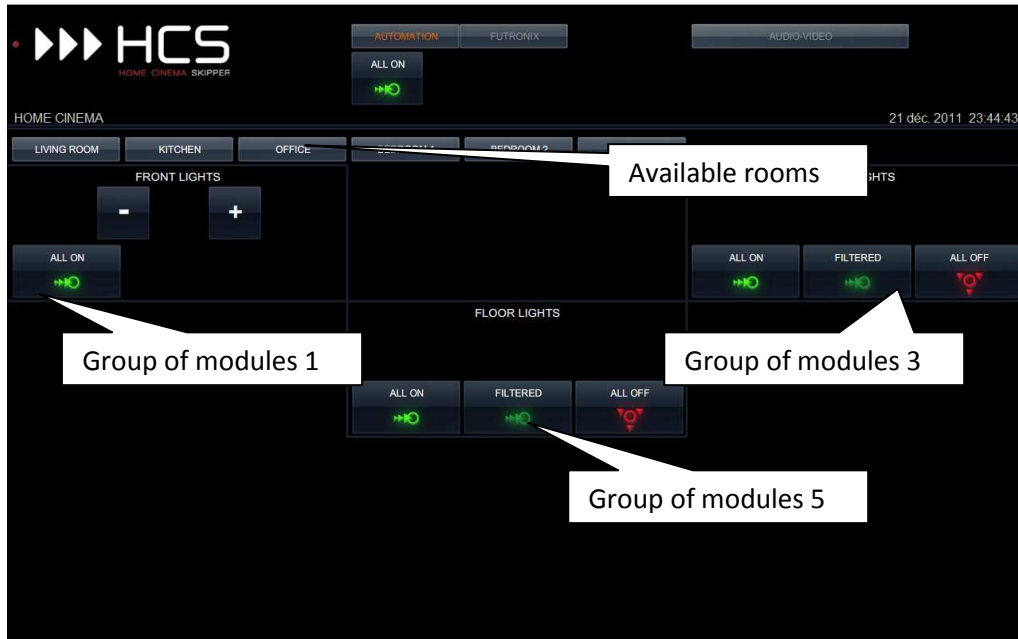 HCS
HOME CINEMA SKIPPER
AUTOMATION
FUTRONIX
AUDIO-VIDEO
ALL ON
HOME CINEMA
21 déc. 2011 23:44:43
LIVING ROOM
KITCHEN
OFFICE
BEDROOM 2
Available rooms
FRONT LIGHTS
-
+
ALL ON
ALL ON
FILTERED
ALL OFF
FLOOR LIGHTS
Group of modules 1
Group of modules 3
ALL ON
FILTERED
ALL OFF
Group of modules 5